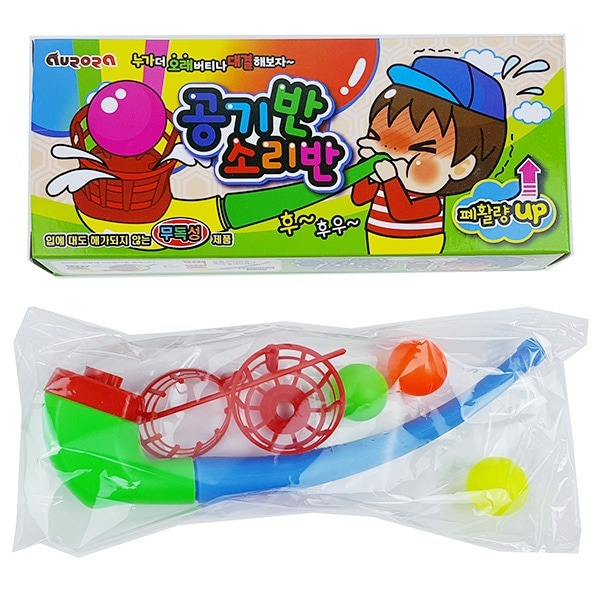 aurora
누가더 오래버티나 대결해보자~
공기반
소리반
후~ 후우~
폐활량 up
입에 대도 해가되지 않는 무독성 제품